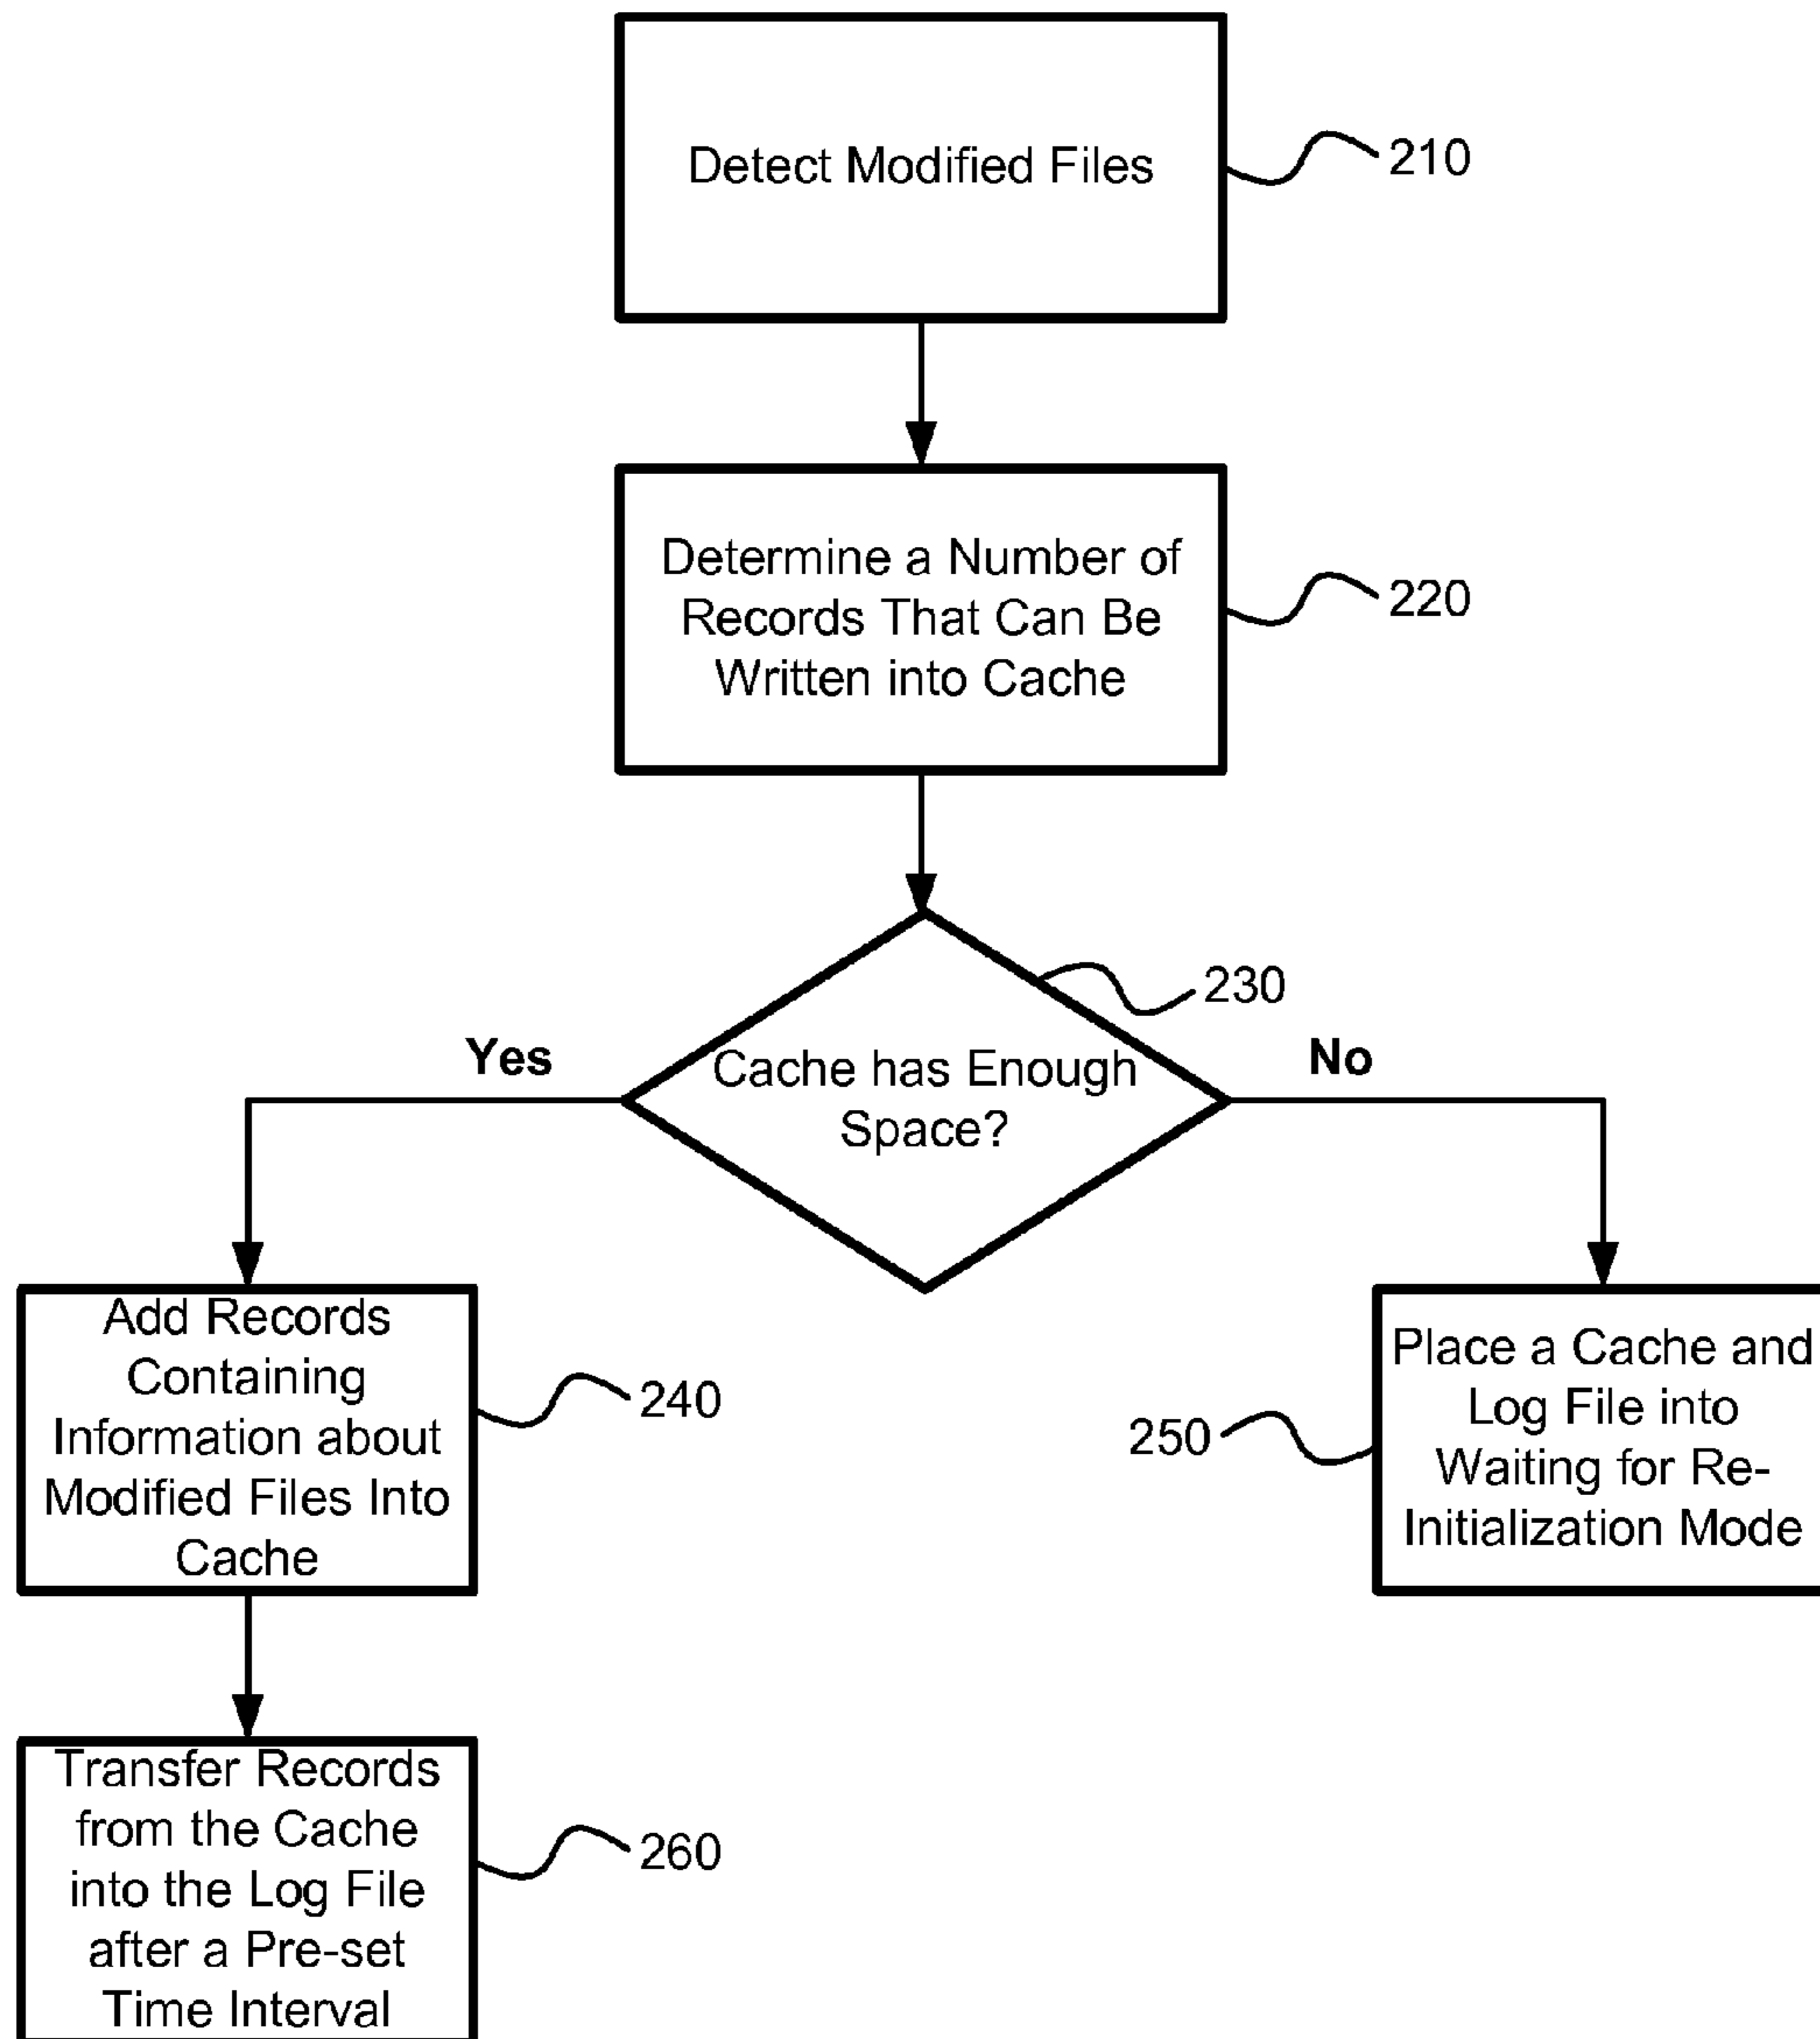 Detect Modified Files
210
Determine a Number of
Records That Can Be
Written into Cache
220
230
Yes
No
Cache has Enough
Space?
Add Records
Containing
Information about
Modified Files Into
Cache
240
Place a Cache and
Log File into
Waiting for Re-
Initialization Mode
250
Transfer Records
from the Cache
into the Log File
after a Pre-set
Time Interval
260